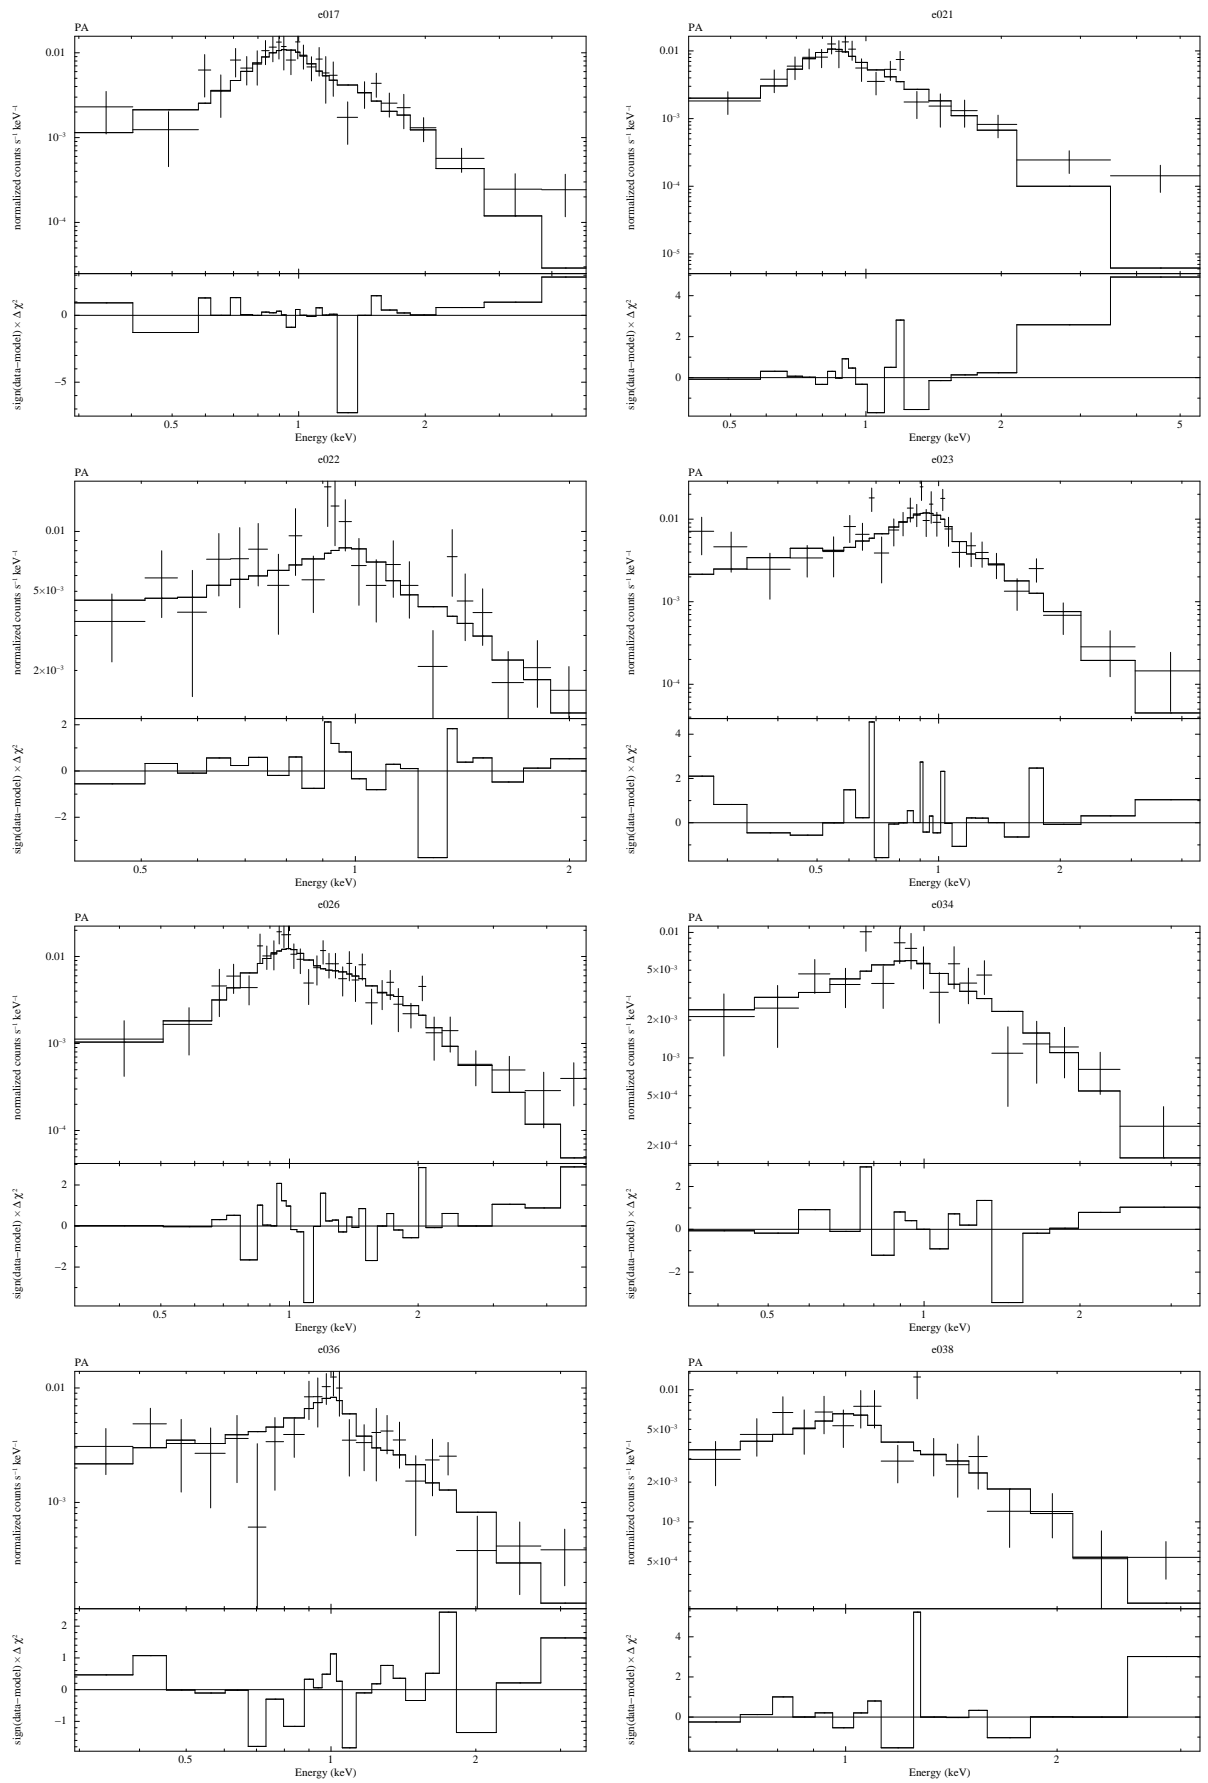 e017
PA
normalized counts s⁻¹ keV⁻¹
0.01
10⁻³
10⁻⁴
sign(data−model) × Δ χ²
0
−5
0.5 1 2
Energy (keV)
e021
PA
normalized counts s⁻¹ keV⁻¹
0.01
10⁻³
10⁻⁴
10⁻⁵
sign(data−model) × Δ χ²
4
2
0
0.5 1 2 5
Energy (keV)
e022
PA
normalized counts s⁻¹ keV⁻¹
0.01
5×10⁻³
2×10⁻³
sign(data−model) × Δ χ²
2
0
−2
0.5 1 2
Energy (keV)
e023
PA
normalized counts s⁻¹ keV⁻¹
0.01
10⁻³
10⁻⁴
sign(data−model) × Δ χ²
4
2
0
0.5 1 2
Energy (keV)
e026
PA
normalized counts s⁻¹ keV⁻¹
0.01
10⁻³
10⁻⁴
sign(data−model) × Δ χ²
2
0
−2
0.5 1 2
Energy (keV)
e034
PA
normalized counts s⁻¹ keV⁻¹
0.01
5×10⁻³
2×10⁻³
10⁻³
5×10⁻⁴
2×10⁻⁴
sign(data−model) × Δ χ²
2
0
−2
0.5 1 2
Energy (keV)
e036
PA
normalized counts s⁻¹ keV⁻¹
0.01
10⁻³
sign(data−model) × Δ χ²
2
1
0
−1
0.5 1 2
Energy (keV)
e038
PA
normalized counts s⁻¹ keV⁻¹
0.01
5×10⁻³
2×10⁻³
10⁻³
5×10⁻⁴
sign(data−model) × Δ χ²
4
2
0
1 2
Energy (keV)